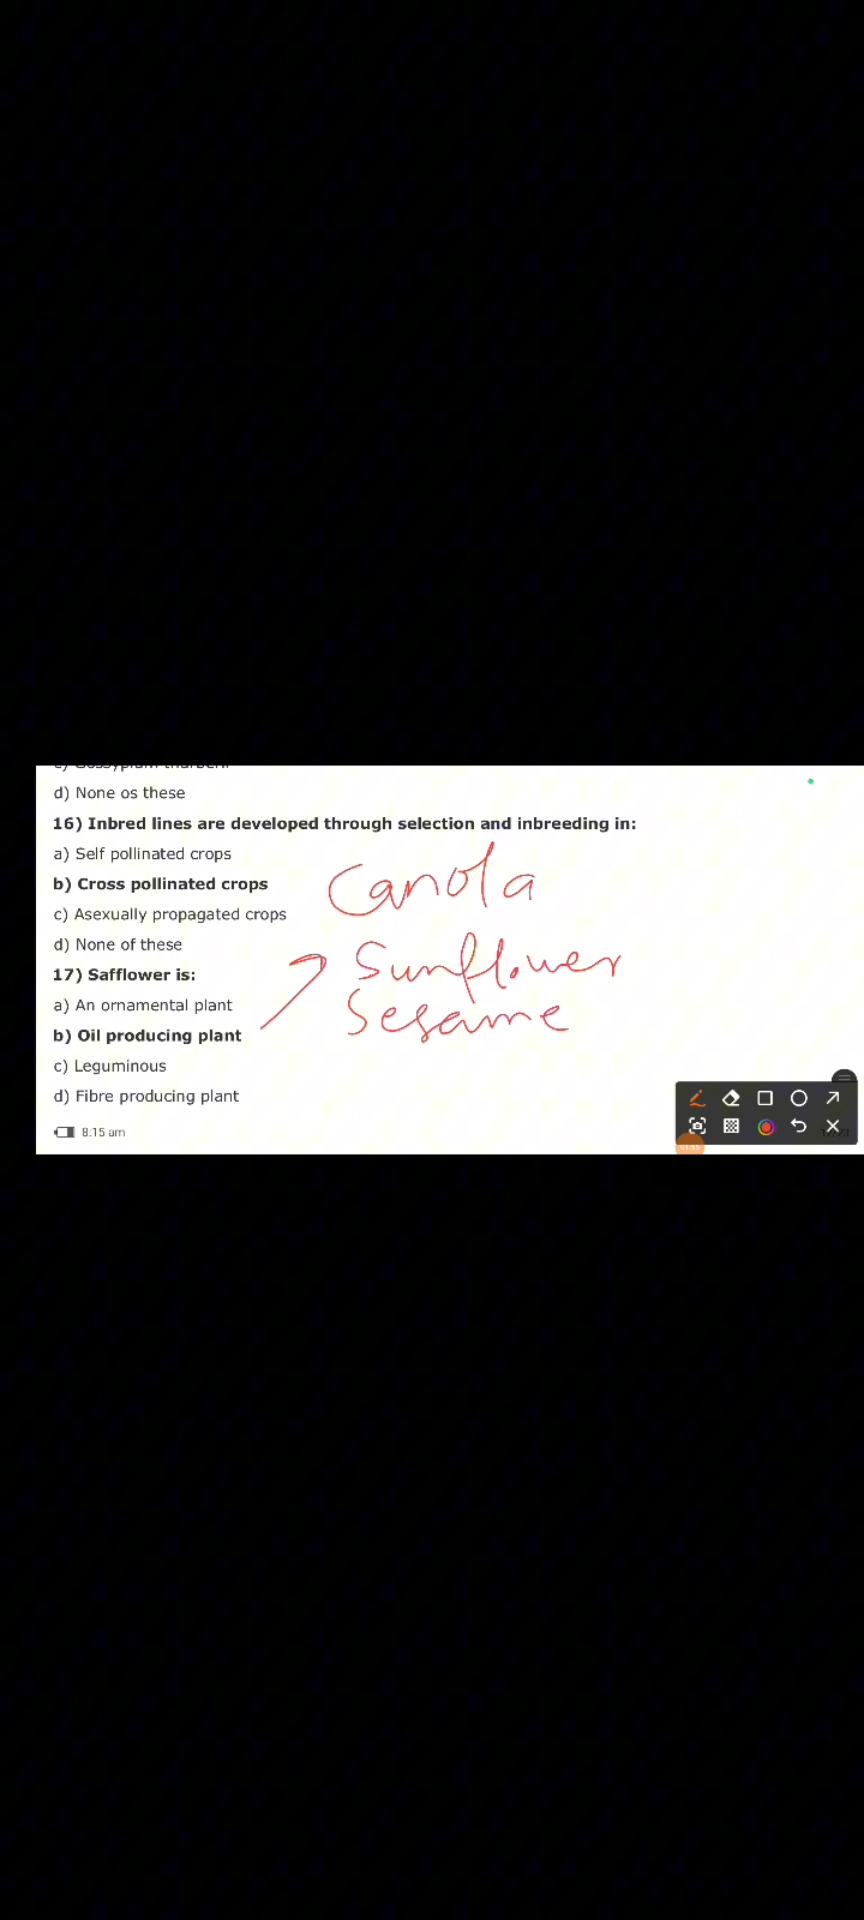 d) None os these
16) Inbred lines are developed through selection and inbreeding in:
a) Self pollinated crops
b) Cross pollinated crops
c) Asexually propagated crops
d) None of these
17) Safflower is:
a) An ornamental plant
b) Oil producing plant
c) Leguminous
d) Fibre producing plant
Canola
Sunflower
Sesame
8:15 am